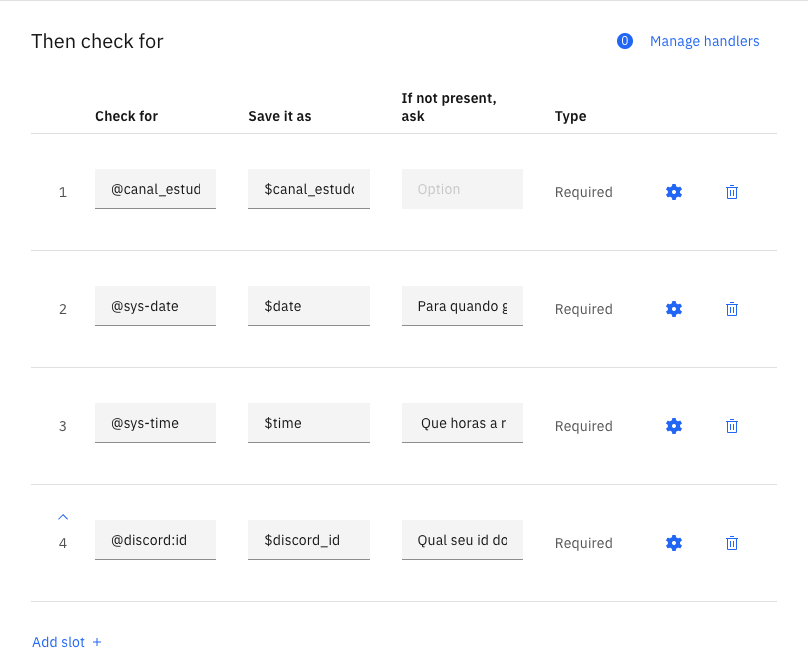 Then check for
0 Manage handlers
Check for Save it as If not present, ask Type
1 @canal_estud $canal_estudo Option Required
2 @sys-date $date Para quando g Required
3 @sys-time $time Que horas a r Required
4 @discord:id $discord_id Qual seu id do Required
Add slot +